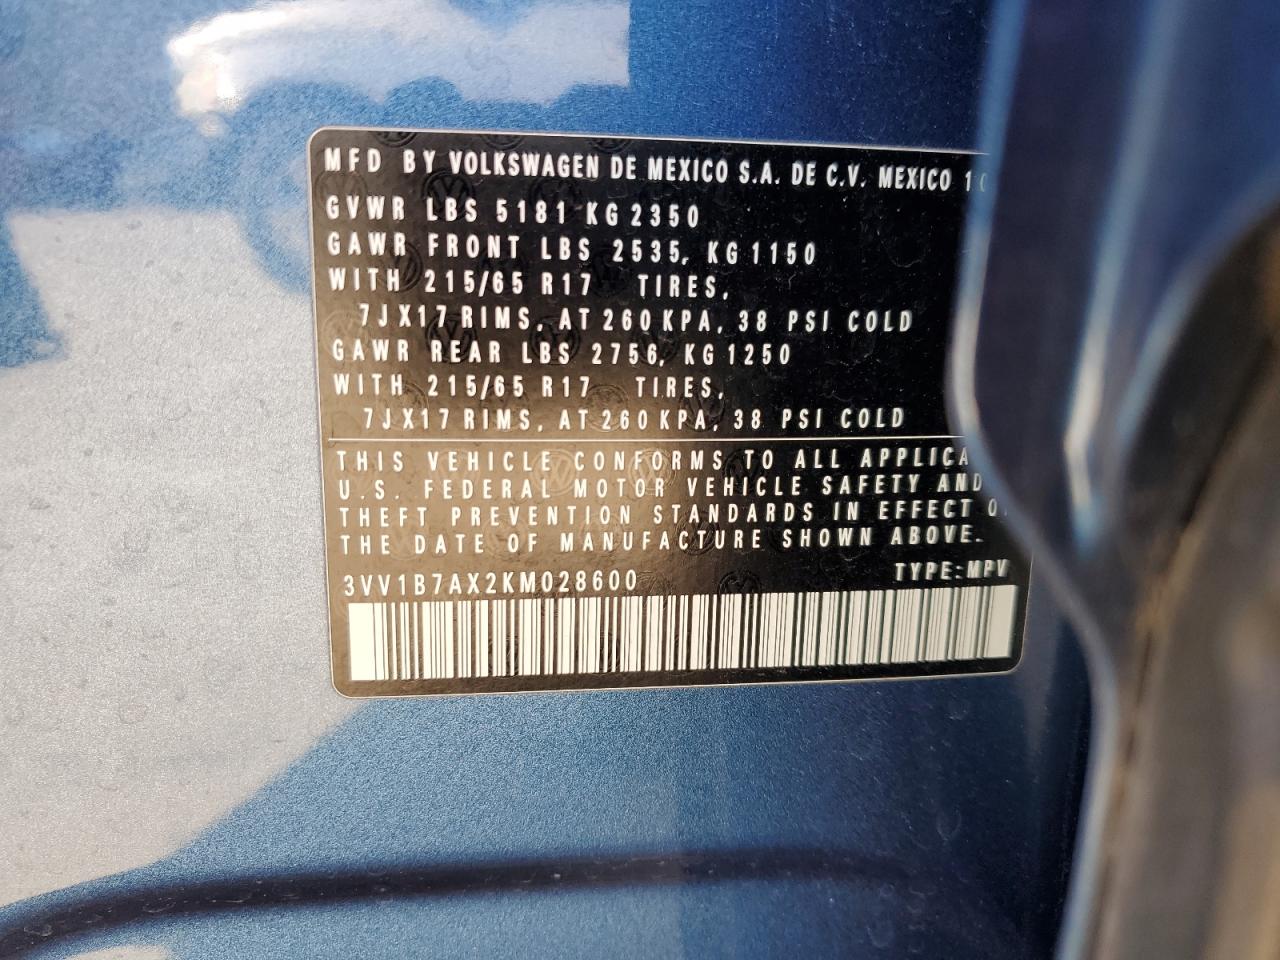 MFD BY VOLKSWAGEN DE MEXICO S.A. DE C.V. MEXICO
GVWR LBS 5181 KG 2350
GAWR FRONT LBS 2535, KG 1150
WITH 215/65 R17 TIRES,
7JX17 RIMS, AT 260 KPA, 38 PSI COLD
GAWR REAR LBS 2756, KG 1250
WITH 215/65 R17 TIRES,
7JX17 RIMS, AT 260 KPA, 38 PSI COLD
THIS VEHICLE CONFORMS TO ALL
U.S. FEDERAL MOTOR VEHICLE SAFETY AND
THEFT PREVENTION STANDARDS IN EFFECT
THE DATE OF MANUFACTURE SHOWN ABOVE.
3VV1B7AX2KM028600 TYPE:MPV